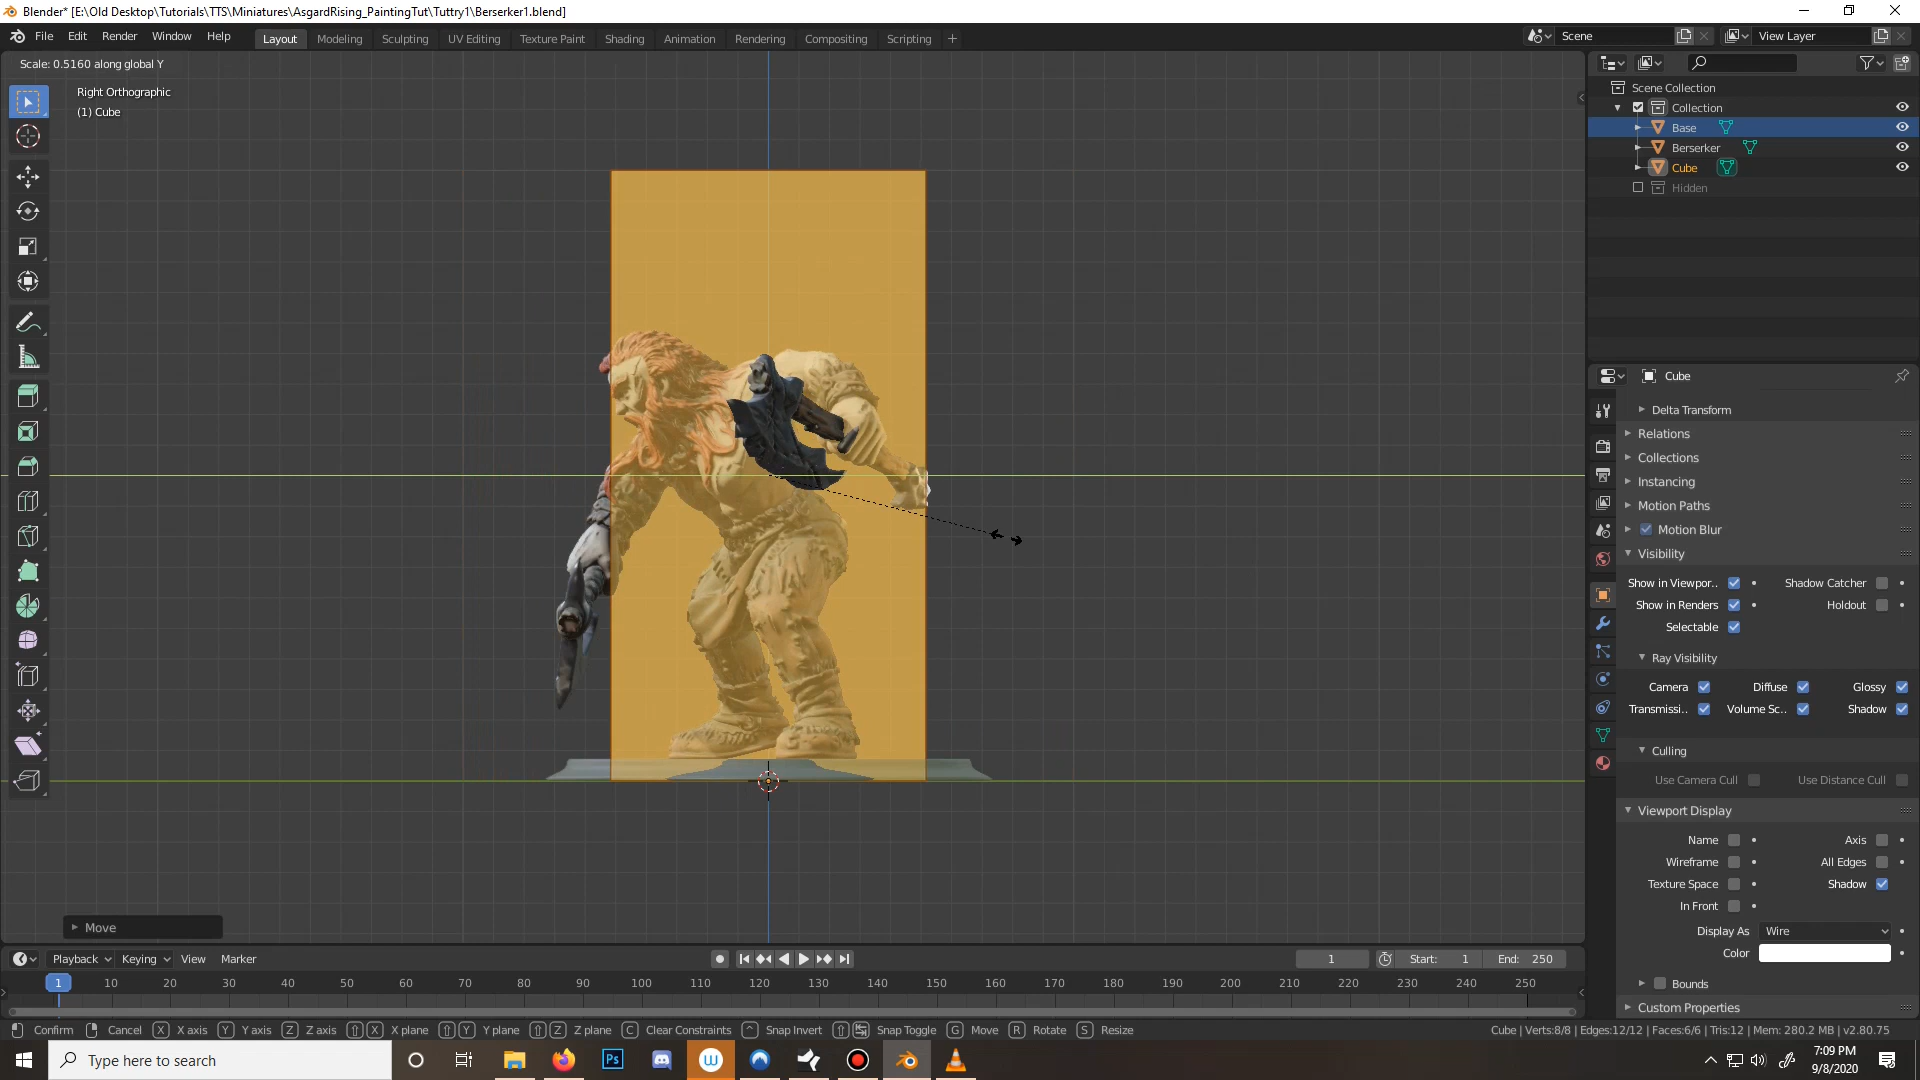 Blender* [E:\Old Desktop\Tutorials\TTS\Miniatures\AsgardRising_PaintingTut\Tuttry1\Berserker1.blend]
File Edit Render Window Help Layout Modeling Sculpting UV Editing Texture Paint Shading Animation Rendering Compositing Scripting + Scene View Layer
Scale: 0.5160 along global Y
Right Orthographic
(1) Cube
Scene Collection
Collection
Base
Berserker
Cube
Hidden
Cube
Delta Transform
Relations
Collections
Instancing
Motion Paths
Motion Blur
Visibility
Show in Viewpor.. Shadow Catcher
Show in Renders Holdout
Selectable
Ray Visibility
Camera Diffuse Glossy
Transmissi.. Volume Sc.. Shadow
Culling
Use Camera Cull Use Distance Cull
Viewport Display
Name Axis
Wireframe All Edges
Texture Space Shadow
In Front
Display As Wire
Color
Bounds
Custom Properties
Move
Playback Keying View Marker 1 Start: 1 End: 250
1 10 20 30 40 50 60 70 80 90 100 110 120 130 140 150 160 170 180 190 200 210 220 230 240 250
Confirm Cancel X X axis Y Y axis Z Z axis X X plane Y Y plane Z Z plane C Clear Constraints ^ Snap Invert Snap Toggle G Move R Rotate S Resize Cube | Verts:8/8 | Edges:12/12 | Faces:6/6 | Tris:12 | Mem: 280.2 MB | v2.80.75
Type here to search
Ps
W
7:09 PM
9/8/2020